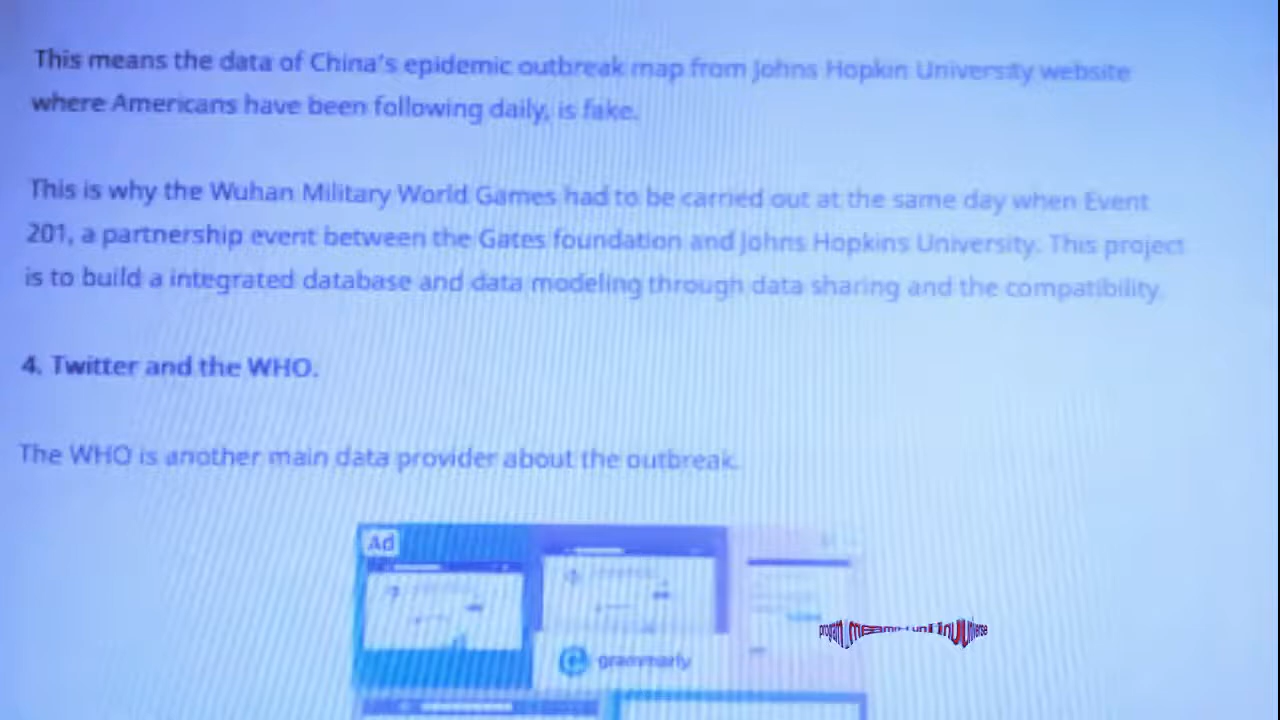 This means the data of China's epidemic outbreak map from Johns Hopkin University website
where Americans have been following daily, is fake.
This is why the Wuhan Military World Games had to be carried out at the same day when Event
201, a partnership event between the Gates foundation and Johns Hopkins University. This project
is to build a integrated database and data modeling through data sharing and the compatibility.
4. Twitter and the WHO.
The WHO is another main data provider about the outbreak.
Ad
grammarly
program